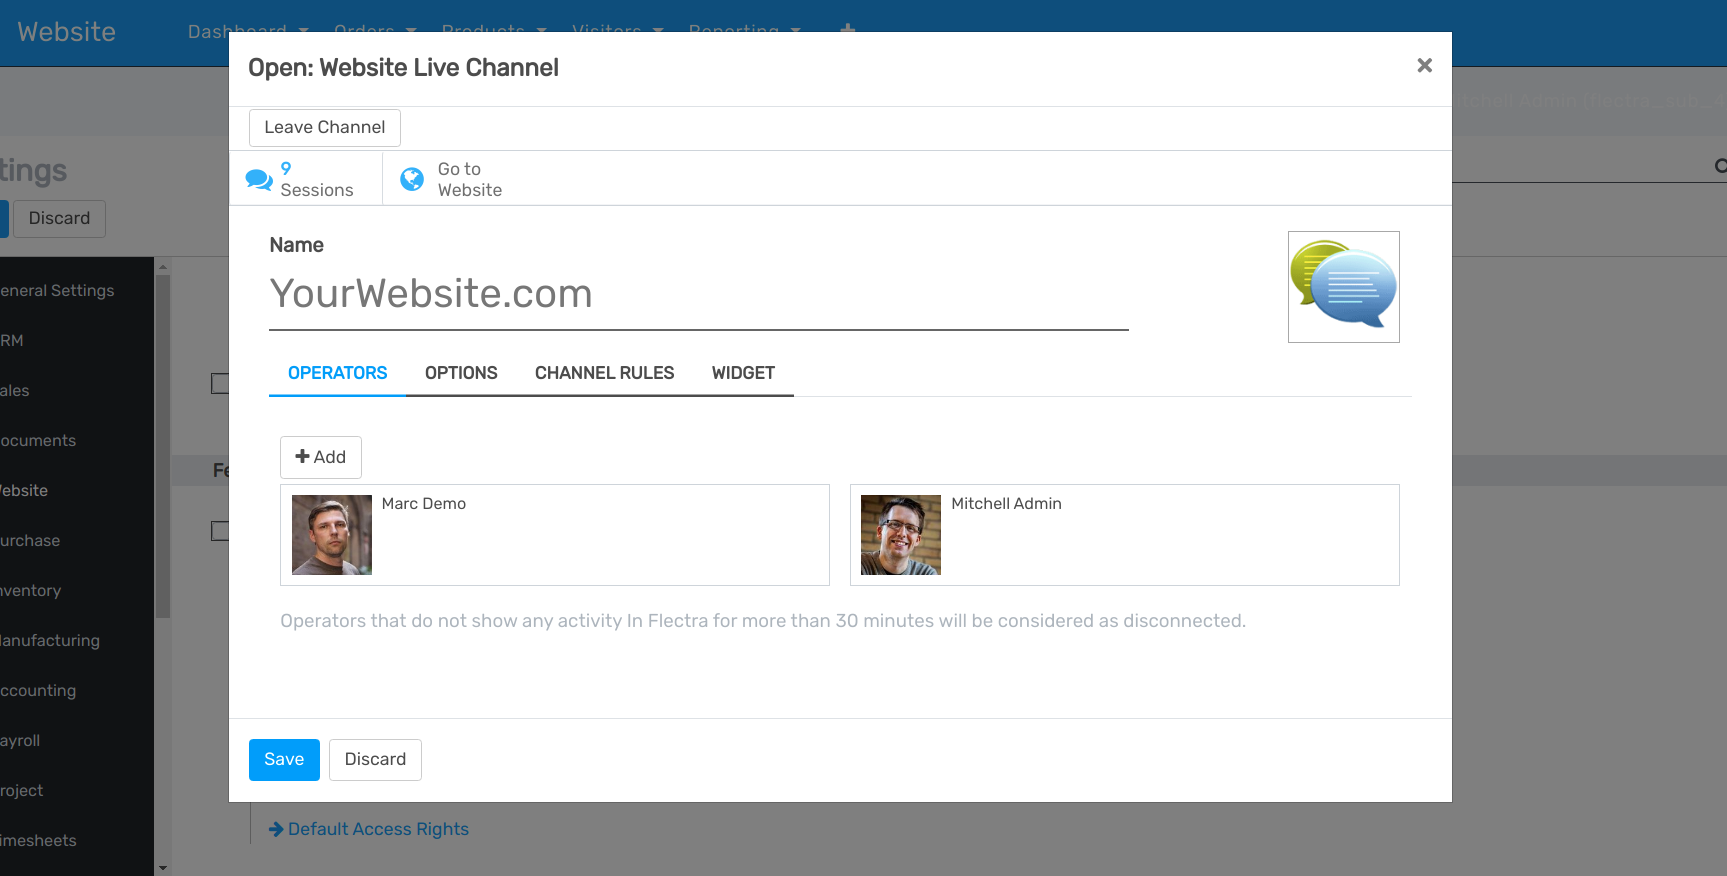 Website
Dashboard Orders Products Visitors Reporting
Open: Website Live Channel
Leave Channel
9
Sessions
Go to
Website
tings
Discard
Name
YourWebsite.com
OPERATORS OPTIONS CHANNEL RULES WIDGET
Add
Marc Demo
Mitchell Admin
Operators that do not show any activity In Flectra for more than 30 minutes will be considered as disconnected.
Save Discard
eneral Settings
RM
ales
ocuments
ebsite
Fe
urchase
nventory
anufacturing
ccounting
ayroll
roject
imesheets
Default Access Rights